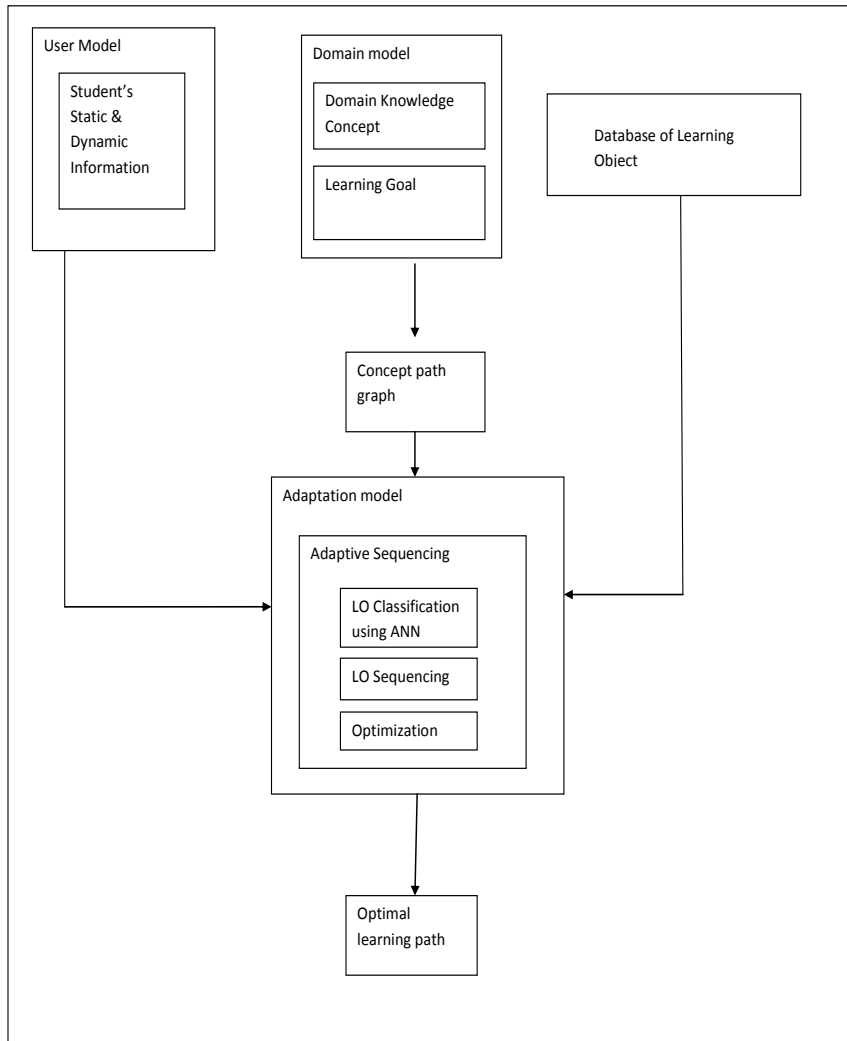 User Model
Student's
Static &
Dynamic
Information
Domain model
Domain Knowledge
Concept
Learning Goal
Database of Learning
Object
Concept path
graph
Adaptation model
Adaptive Sequencing
LO Classification
using ANN
LO Sequencing
Optimization
Optimal
learning path